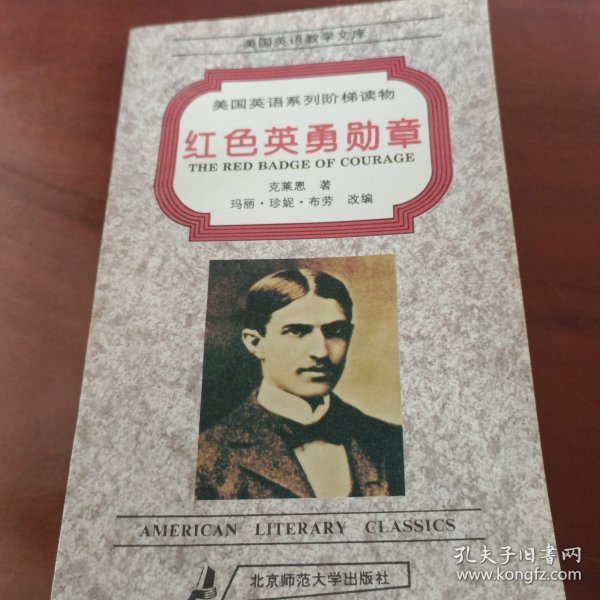 美国英语教学文库
美国英语系列阶梯读物
红色英勇勋章
THE RED BADGE OF COURAGE
克莱恩 著
玛丽·珍妮·布劳 改编
AMERICAN LITERARY CLASSICS
北京师范大学出版社
孔夫子旧书网
www.kongfz.com